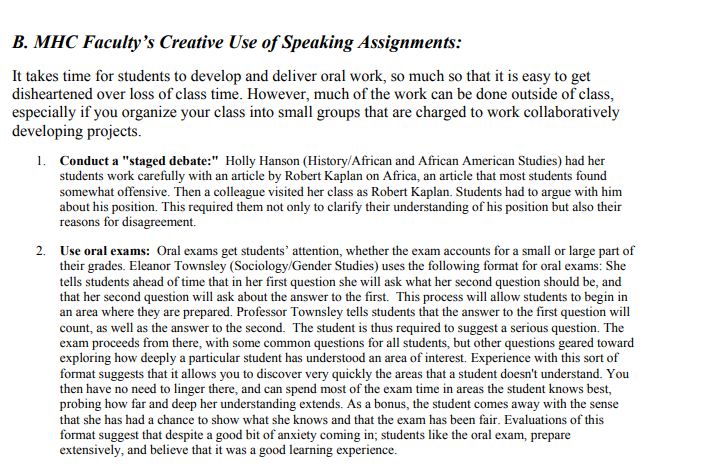 B. MHC Faculty's Creative Use of Speaking Assignments:
It takes time for students to develop and deliver oral work, so much so that it is easy to get
disheartened over loss of class time. However, much of the work can be done outside of class,
especially if you organize your class into small groups that are charged to work collaboratively
developing projects.
1. Conduct a "staged debate:" Holly Hanson (History/African and African American Studies) had her
students work carefully with an article by Robert Kaplan on Africa, an article that most students found
somewhat offensive. Then a colleague visited her class as Robert Kaplan. Students had to argue with him
about his position. This required them not only to clarify their understanding of his position but also their
reasons for disagreement.
2. Use oral exams: Oral exams get students' attention, whether the exam accounts for a small or large part of
their grades. Eleanor Townsley (Sociology/Gender Studies) uses the following format for oral exams: She
tells students ahead of time that in her first question she will ask what her second question should be, and
that her second question will ask about the answer to the first. This process will allow students to begin in
an area where they are prepared. Professor Townsley tells students that the answer to the first question will
count, as well as the answer to the second. The student is thus required to suggest a serious question. The
exam proceeds from there, with some common questions for all students, but other questions geared toward
exploring how deeply a particular student has understood an area of interest. Experience with this sort of
format suggests that it allows you to discover very quickly the areas that a student doesn't understand. You
then have no need to linger there, and can spend most of the exam time in areas the student knows best,
probing how far and deep her understanding extends. As a bonus, the student comes away with the sense
that she has had a chance to show what she knows and that the exam has been fair. Evaluations of this
format suggest that despite a good bit of anxiety coming in; students like the oral exam, prepare
extensively, and believe that it was a good learning experience.